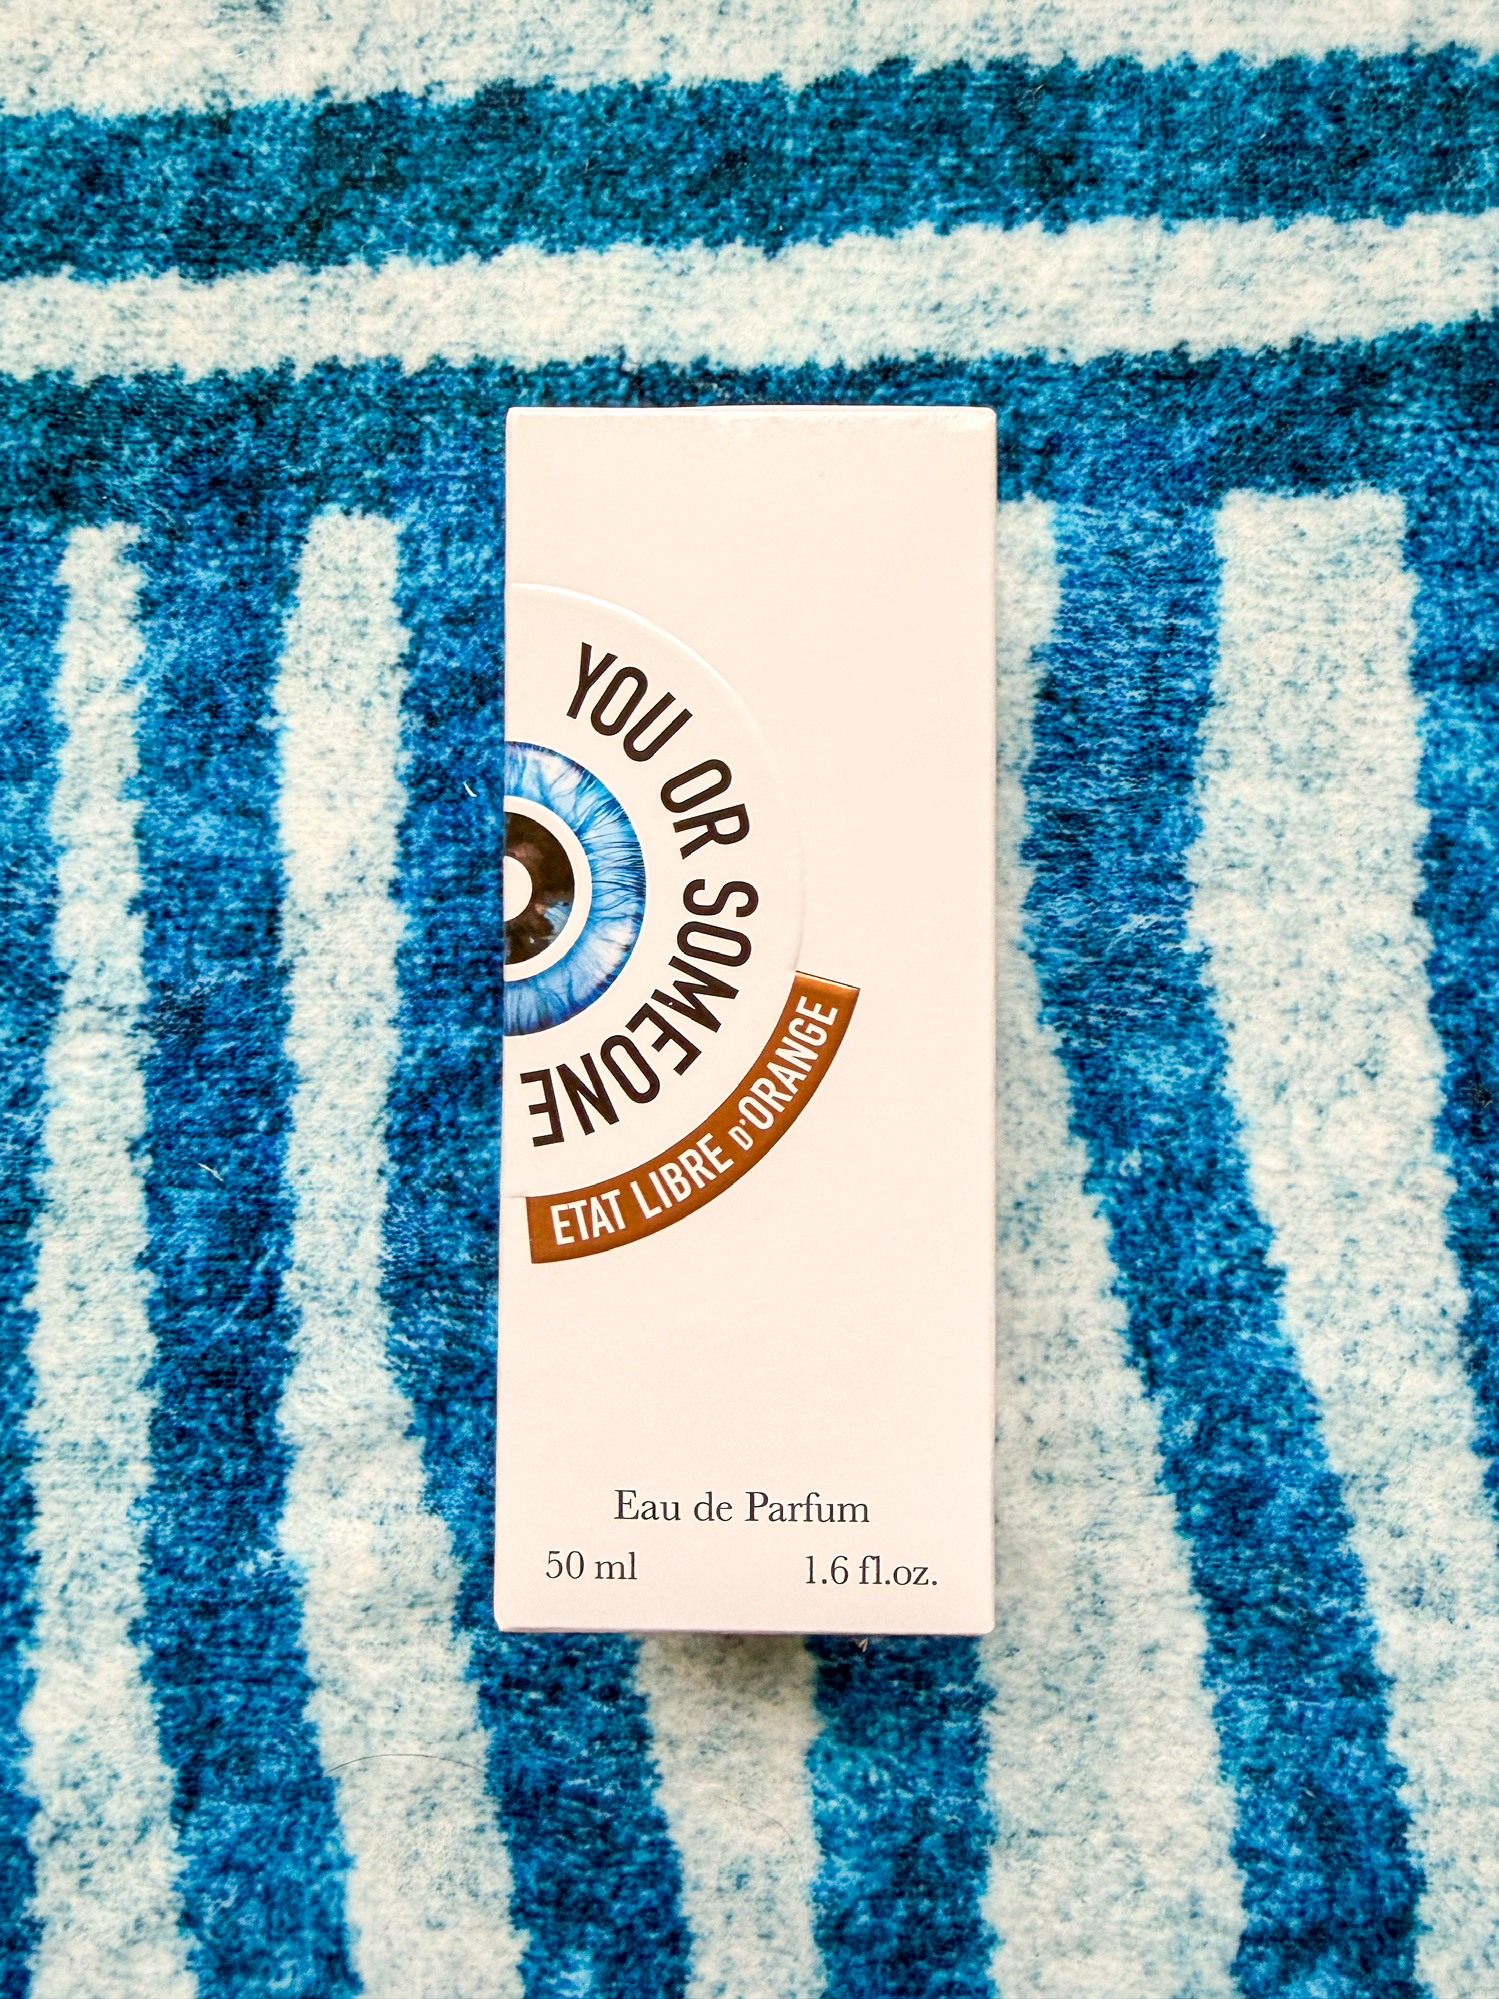 YOU OR SOMEONE
ETAT LIBRE D'ORANGE
Eau de Parfum
50 ml 1.6 fl.oz.